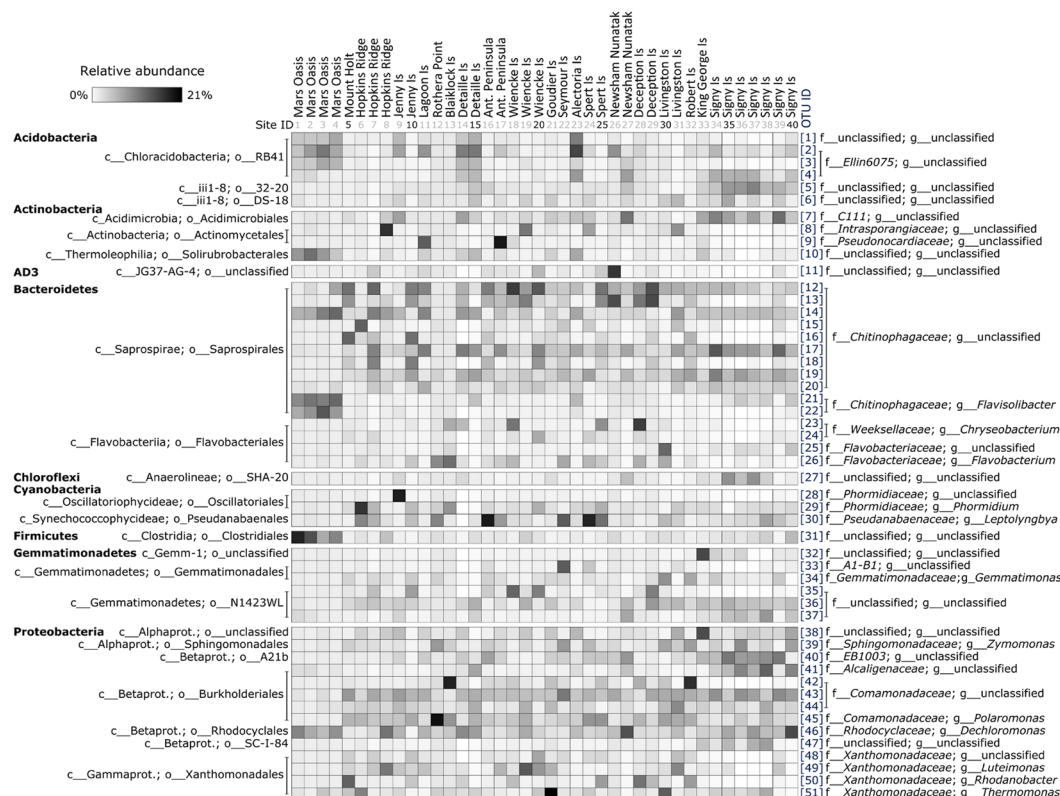 Relative abundance
0% 21%
Mars Oasis
Mars Oasis
Mars Oasis
Mars Oasis
Mount Holt
Hopkins Ridge
Hopkins Ridge
Hopkins Ridge
Jenny Is
Jenny Is
Lagoon Is
Rothera Point
Blaiklock Is
Detaille Is
Detaille Is
Ant. Peninsula
Ant. Peninsula
Wiencke Is
Wiencke Is
Wiencke Is
Goudier Is
Seymour Is
Alectoria Is
Spert Is
Spert Is
Newsham Nunatak
Newsham Nunatak
Deception Is
Deception Is
Livingston Is
Livingston Is
Robert Is
King George Is
Signy Is
Signy Is
Signy Is
Signy Is
Signy Is
Signy Is
Signy Is
OTU ID
Site ID 1 2 3 4 5 6 7 8 9 10 11 12 13 14 15 16 17 18 19 20 21 22 23 24 25 26 27 28 29 30 31 32 33 34 35 36 37 38 39 40
Acidobacteria [1] f__unclassified; g__unclassified
c__Chloracidobacteria; o__RB41 [2]
[3] f__Ellin6075; g__unclassified
[4]
c__iii1-8; o__32-20 [5] f__unclassified; g__unclassified
c__iii1-8; o__DS-18 [6] f__unclassified; g__unclassified
Actinobacteria
c_Acidimicrobia; o__Acidimicrobiales [7] f__C111; g__unclassified
c__Actinobacteria; o__Actinomycetales [8] f__Intrasporangiaceae; g__unclassified
[9] f__Pseudonocardiaceae; g__unclassified
c__Thermoleophilia; o__Solirubrobacterales [10] f__unclassified; g__unclassified
AD3 c__JG37-AG-4; o__unclassified [11] f__unclassified; g__unclassified
Bacteroidetes [12]
[13]
[14]
[15]
[16] f__Chitinophagaceae; g__unclassified
c__Saprospirae; o__Saprospirales [17]
[18]
[19]
[20]
[21] f__Chitinophagaceae; g__Flavisolibacter
[22]
[23] f__Weeksellaceae; g__Chryseobacterium
c__Flavobacteriia; o__Flavobacteriales [24]
[25] f__Flavobacteriaceae; g__unclassified
[26] f__Flavobacteriaceae; g__Flavobacterium
Chloroflexi c__Anaerolineae; o__SHA-20 [27] f__unclassified; g__unclassified
Cyanobacteria
c__Oscillatoriophycideae; o__Oscillatoriales [28] f__Phormidiaceae; g__unclassified
[29] f__Phormidiaceae; g__Phormidium
c__Synechococcophycideae; o_Pseudanabaenales [30] f__Pseudanabaenaceae; g__Leptolyngbya
Firmicutes c__Clostridia; o__Clostridiales [31] f__unclassified; g__unclassified
Gemmatimonadetes c_Gemm-1; o_unclassified [32] f__unclassified; g__unclassified
c__Gemmatimonadetes; o__Gemmatimonadales [33] f__A1-B1; g__unclassified
[34] f_Gemmatimonadaceae;g_Gemmatimonas
c__Gemmatimonadetes; o__N1423WL [35]
[36] f__unclassified; g__unclassified
[37]
Proteobacteria c__Alphaprot.; o__unclassified [38] f__unclassified; g__unclassified
c__Alphaprot.; o__Sphingomonadales [39] f__Sphingomonadaceae; g__Zymomonas
c__Betaprot.; o__A21b [40] f__EB1003; g__unclassified
[41] f__Alcaligenaceae; g__unclassified
c__Betaprot.; o__Burkholderiales [42]
[43] f__Comamonadaceae; g__unclassified
[44]
[45] f__Comamonadaceae; g__Polaromonas
c__Betaprot.; o__Rhodocyclales [46] f__Rhodocyclaceae; g__Dechloromonas
c__Betaprot.; o__SC-I-84 [47] f__unclassified; g__unclassified
[48] f__Xanthomonadaceae; g__unclassified
c__Gammaprot.; o__Xanthomonadales [49] f__Xanthomonadaceae; g__Luteimonas
[50] f__Xanthomonadaceae; g__Rhodanobacter
[51] f__Xanthomonadaceae; g__Thermomonas